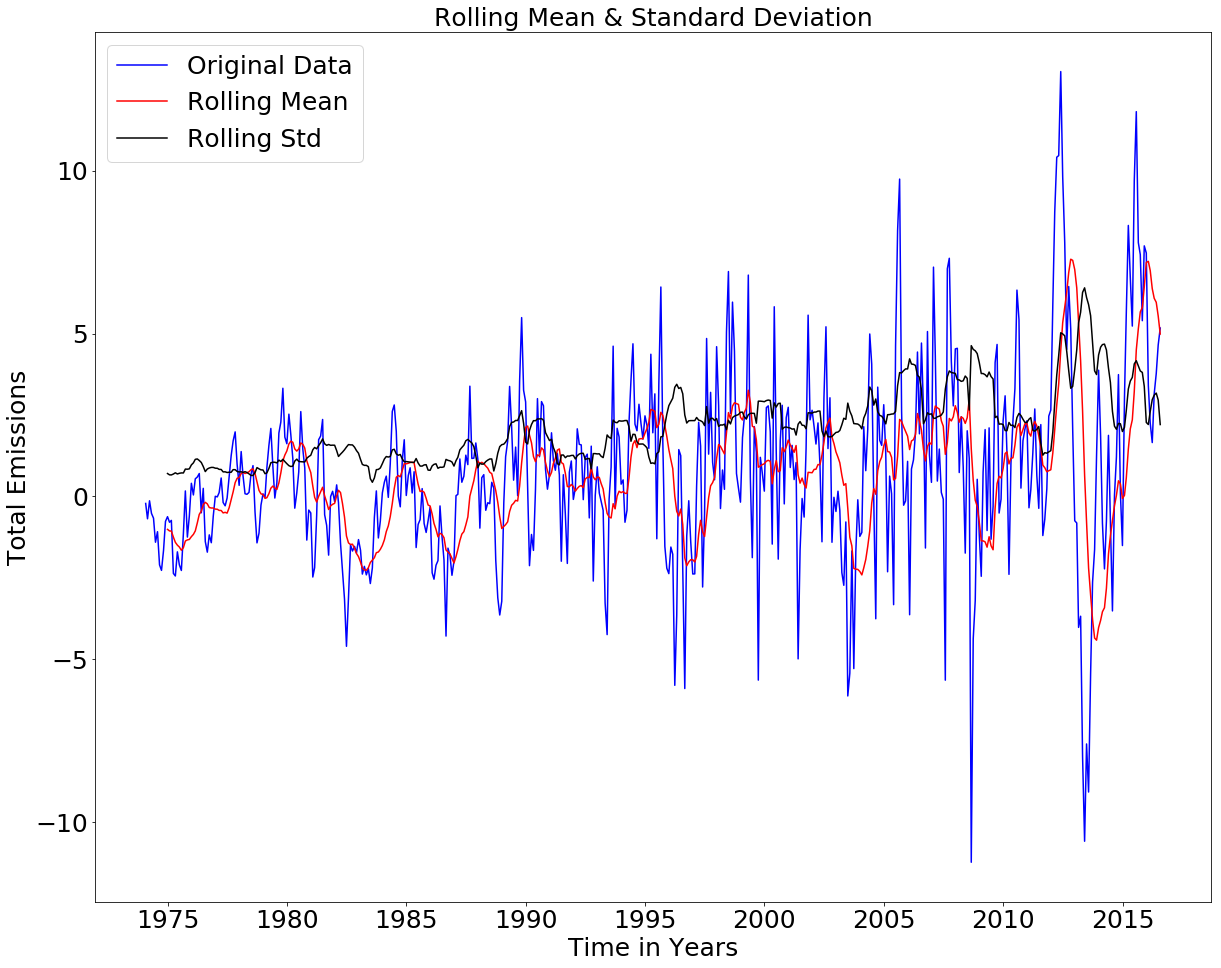 Rolling Mean & Standard Deviation
Original Data
Rolling Mean
Rolling Std
10
5
0
−5
−10
Total Emissions
1975 1980 1985 1990 1995 2000 2005 2010 2015
Time in Years